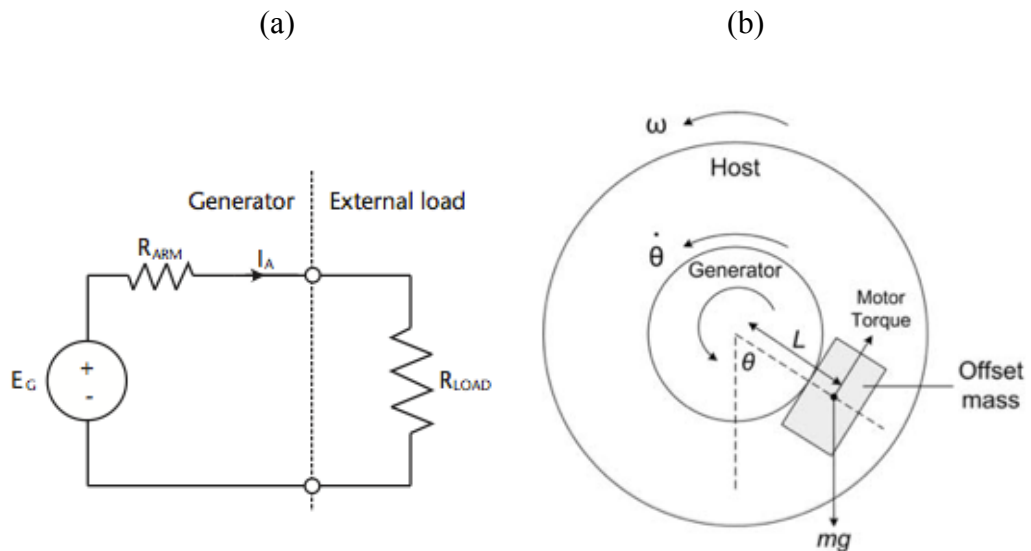 (a)
(b)
Generator
External load
R_ARM
I_A
E_G
+
-
R_LOAD
ω
Host
θ̇
Generator
Motor
Torque
L
θ
Offset
mass
mg